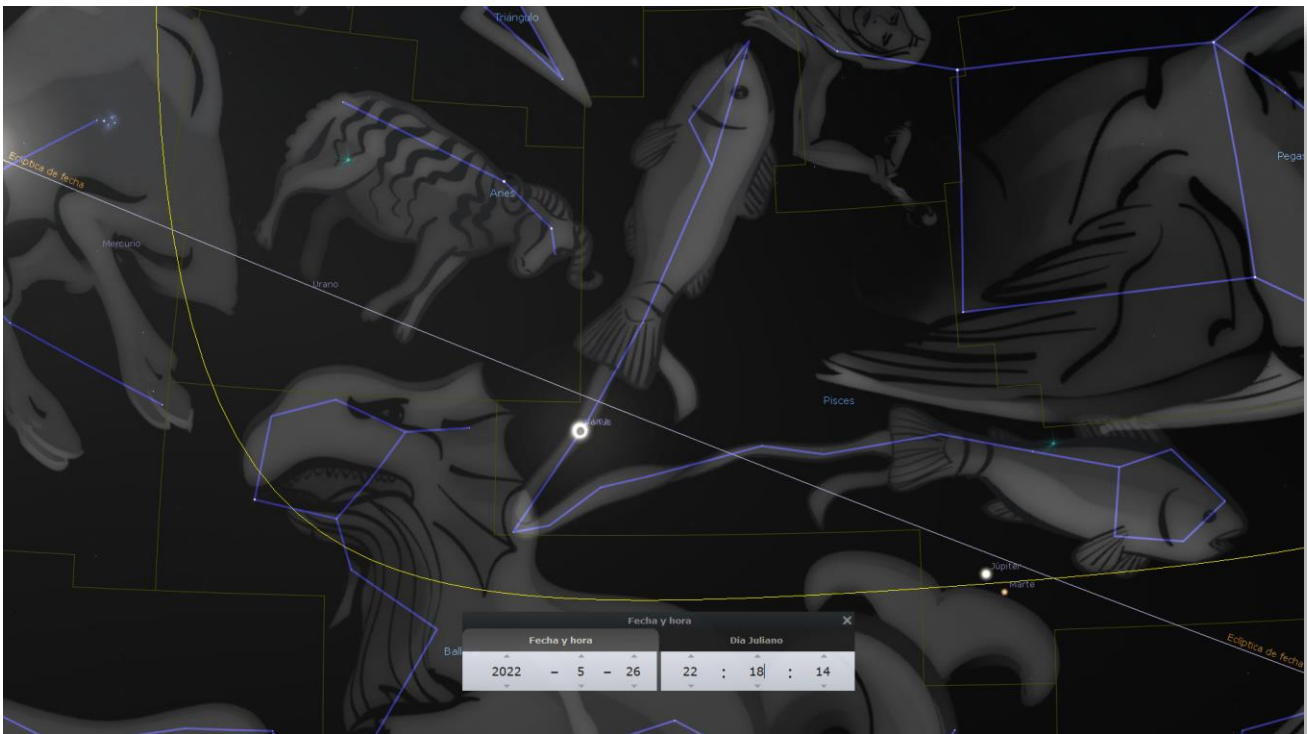 Triángulo
Pegas
Eclíptica de fecha
Aries
Mercurio
Urano
Pisces
Júpiter
Marte
Eclíptica de fecha
Ball
Fecha y hora
Fecha y hora
Día Juliano
2022 - 5 - 26 22 : 18 : 14